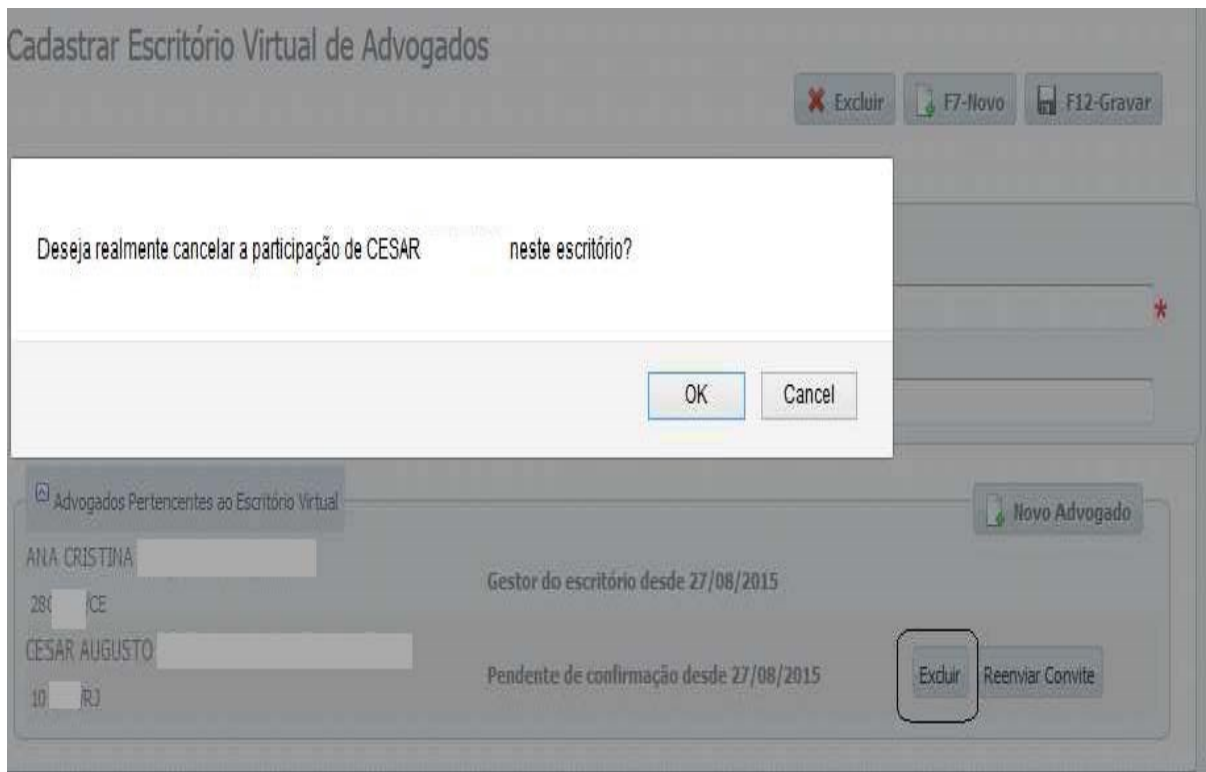 Cadastrar Escritório Virtual de Advogados
Excluir F7-Novo F12-Gravar
Deseja realmente cancelar a participação de CESAR neste escritório?
*
OK Cancel
Advogados Pertencentes ao Escritório Virtual
Novo Advogado
ANA CRISTINA
Gestor do escritório desde 27/08/2015
280 /CE
CESAR AUGUSTO
Pendente de confirmação desde 27/08/2015
Excluir Reenviar Convite
10 /RJ